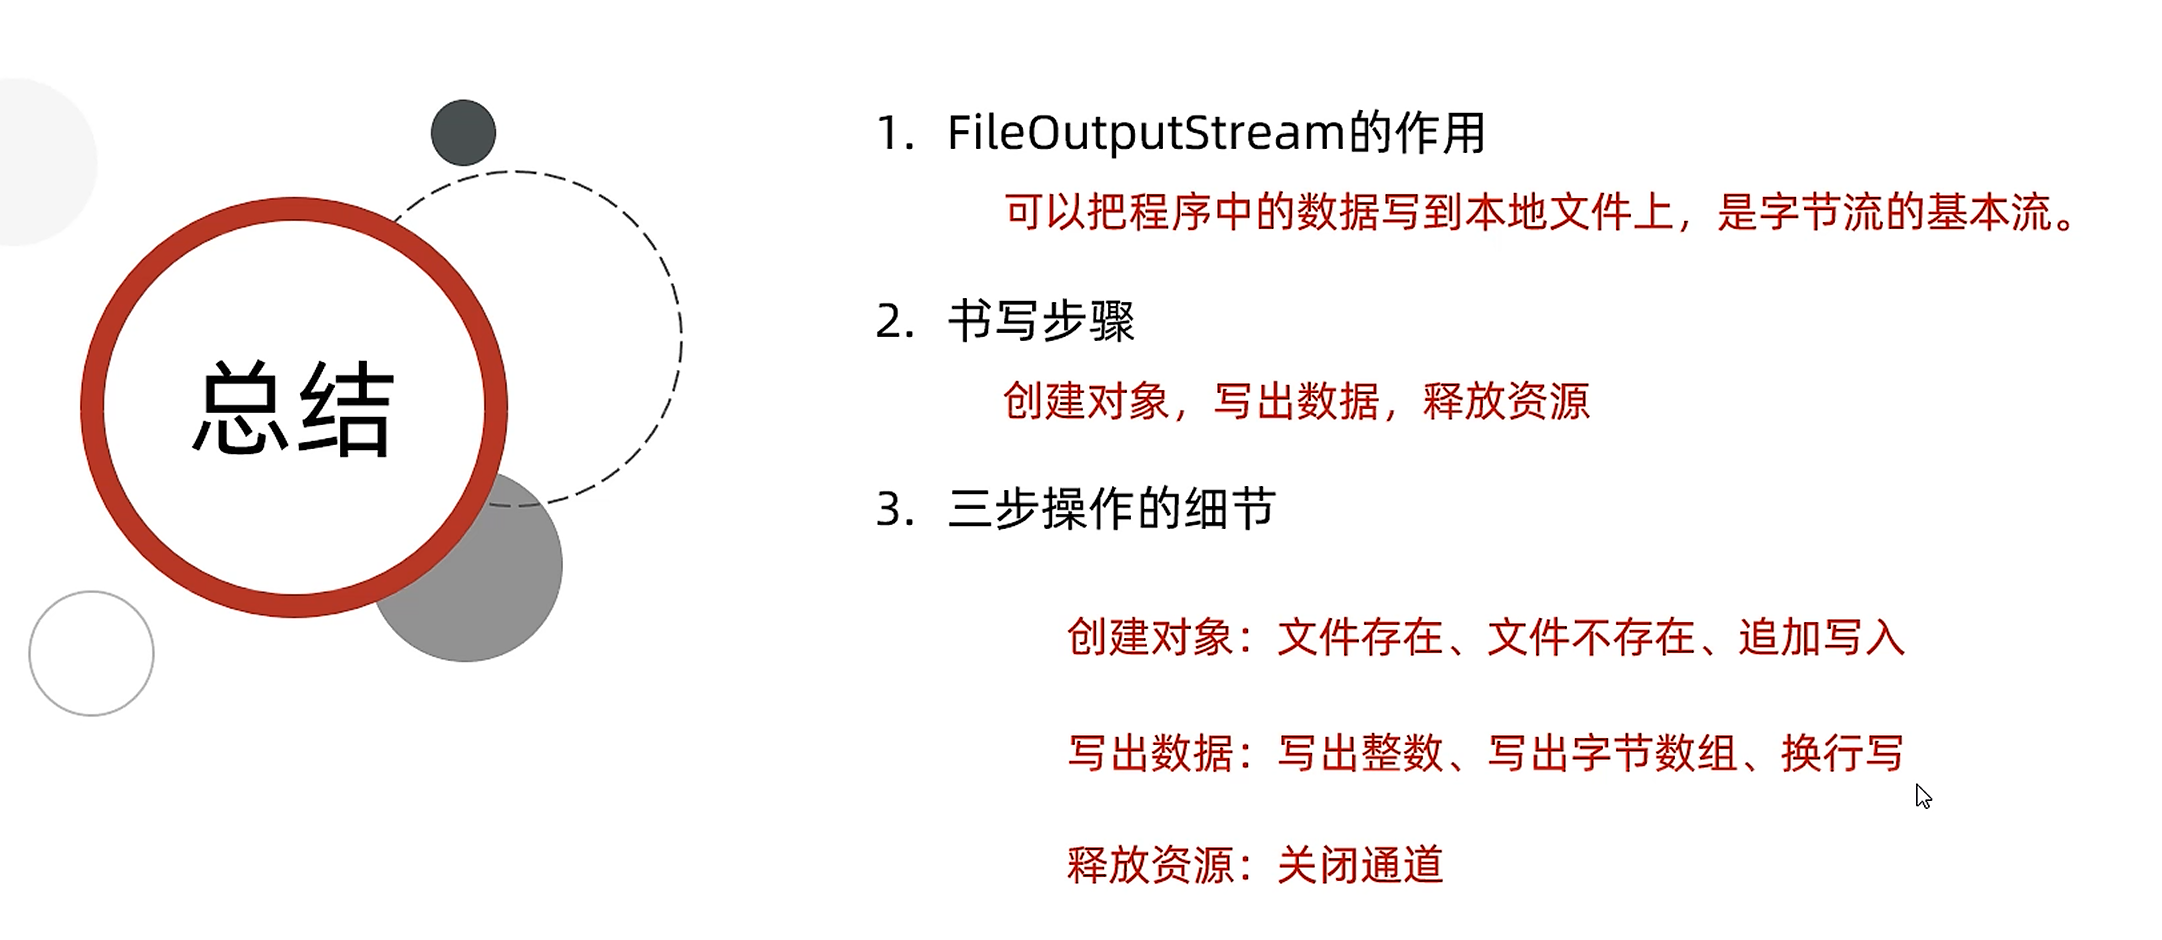 总结
1. FileOutputStream的作用
可以把程序中的数据写到本地文件上，是字节流的基本流。
2. 书写步骤
创建对象，写出数据，释放资源
3. 三步操作的细节
创建对象：文件存在、文件不存在、追加写入
写出数据：写出整数、写出字节数组、换行写
释放资源：关闭通道